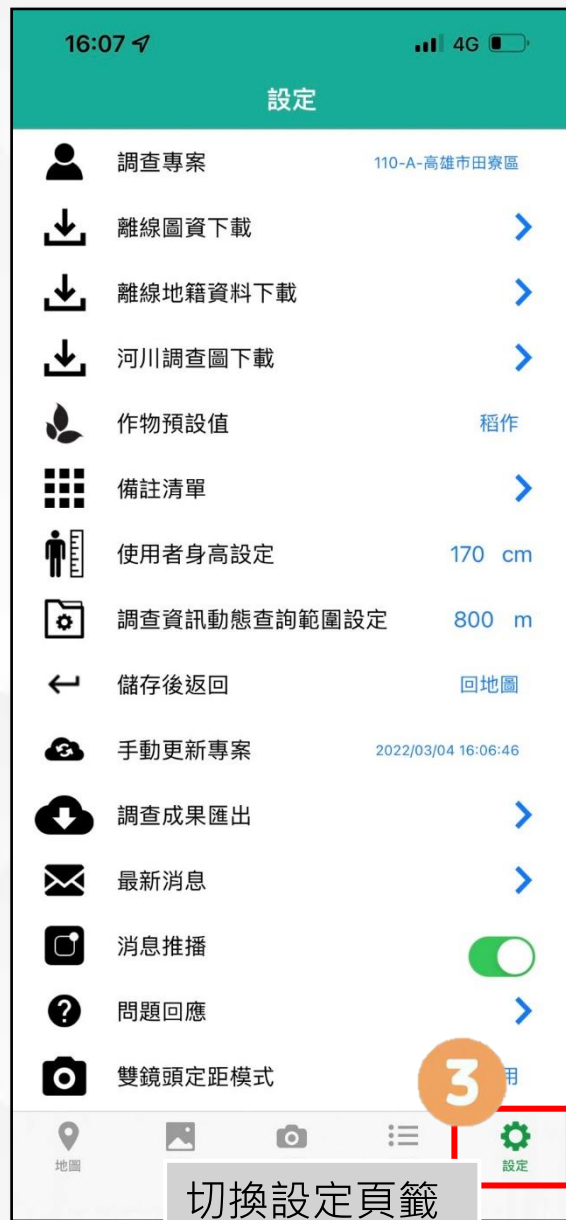 16:07 4G
設定
調查專案 110-A-高雄市田寮區
離線圖資下載
離線地籍資料下載
河川調查圖下載
作物預設值 稻作
備註清單
使用者身高設定 170 cm
調查資訊動態查詢範圍設定 800 m
儲存後返回 回地圖
手動更新專案 2022/03/04 16:06:46
調查成果匯出
最新消息
消息推播
問題回應
雙鏡頭定距模式 用
3
地圖 設定
切換設定頁籤